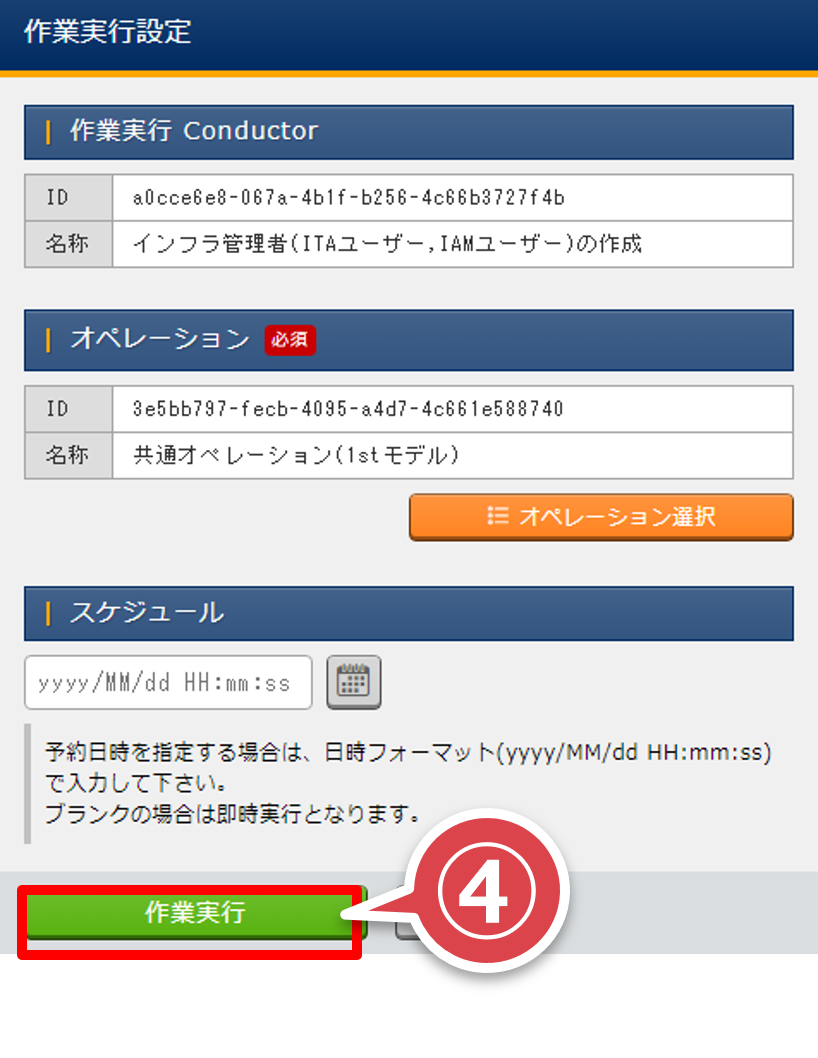 作業実行設定
作業実行 Conductor
ID a0cce6e8-067a-4b1f-b256-4c66b3727f4b
名称 インフラ管理者(ITAユーザー,IAMユーザー)の作成
オペレーション 必須
ID 3e5bb797-fecb-4095-a4d7-4c661e588740
名称 共通オペレーション(1stモデル)
オペレーション選択
スケジュール
yyyy/MM/dd HH:mm:ss
予約日時を指定する場合は、日時フォーマット(yyyy/MM/dd HH:mm:ss)
で入力して下さい。
ブランクの場合は即時実行となります。
作業実行
④